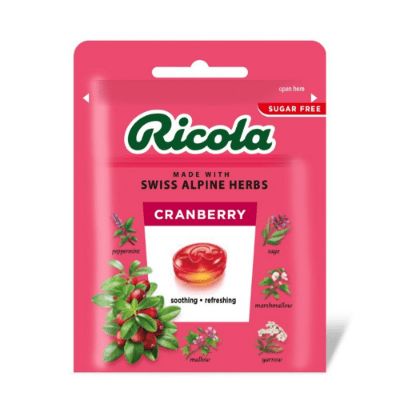 open here
SUGAR FREE
Ricola
MADE WITH
SWISS ALPINE HERBS
CRANBERRY
peppermint
sage
soothing • refreshing
marshmallow
mallow
yarrow